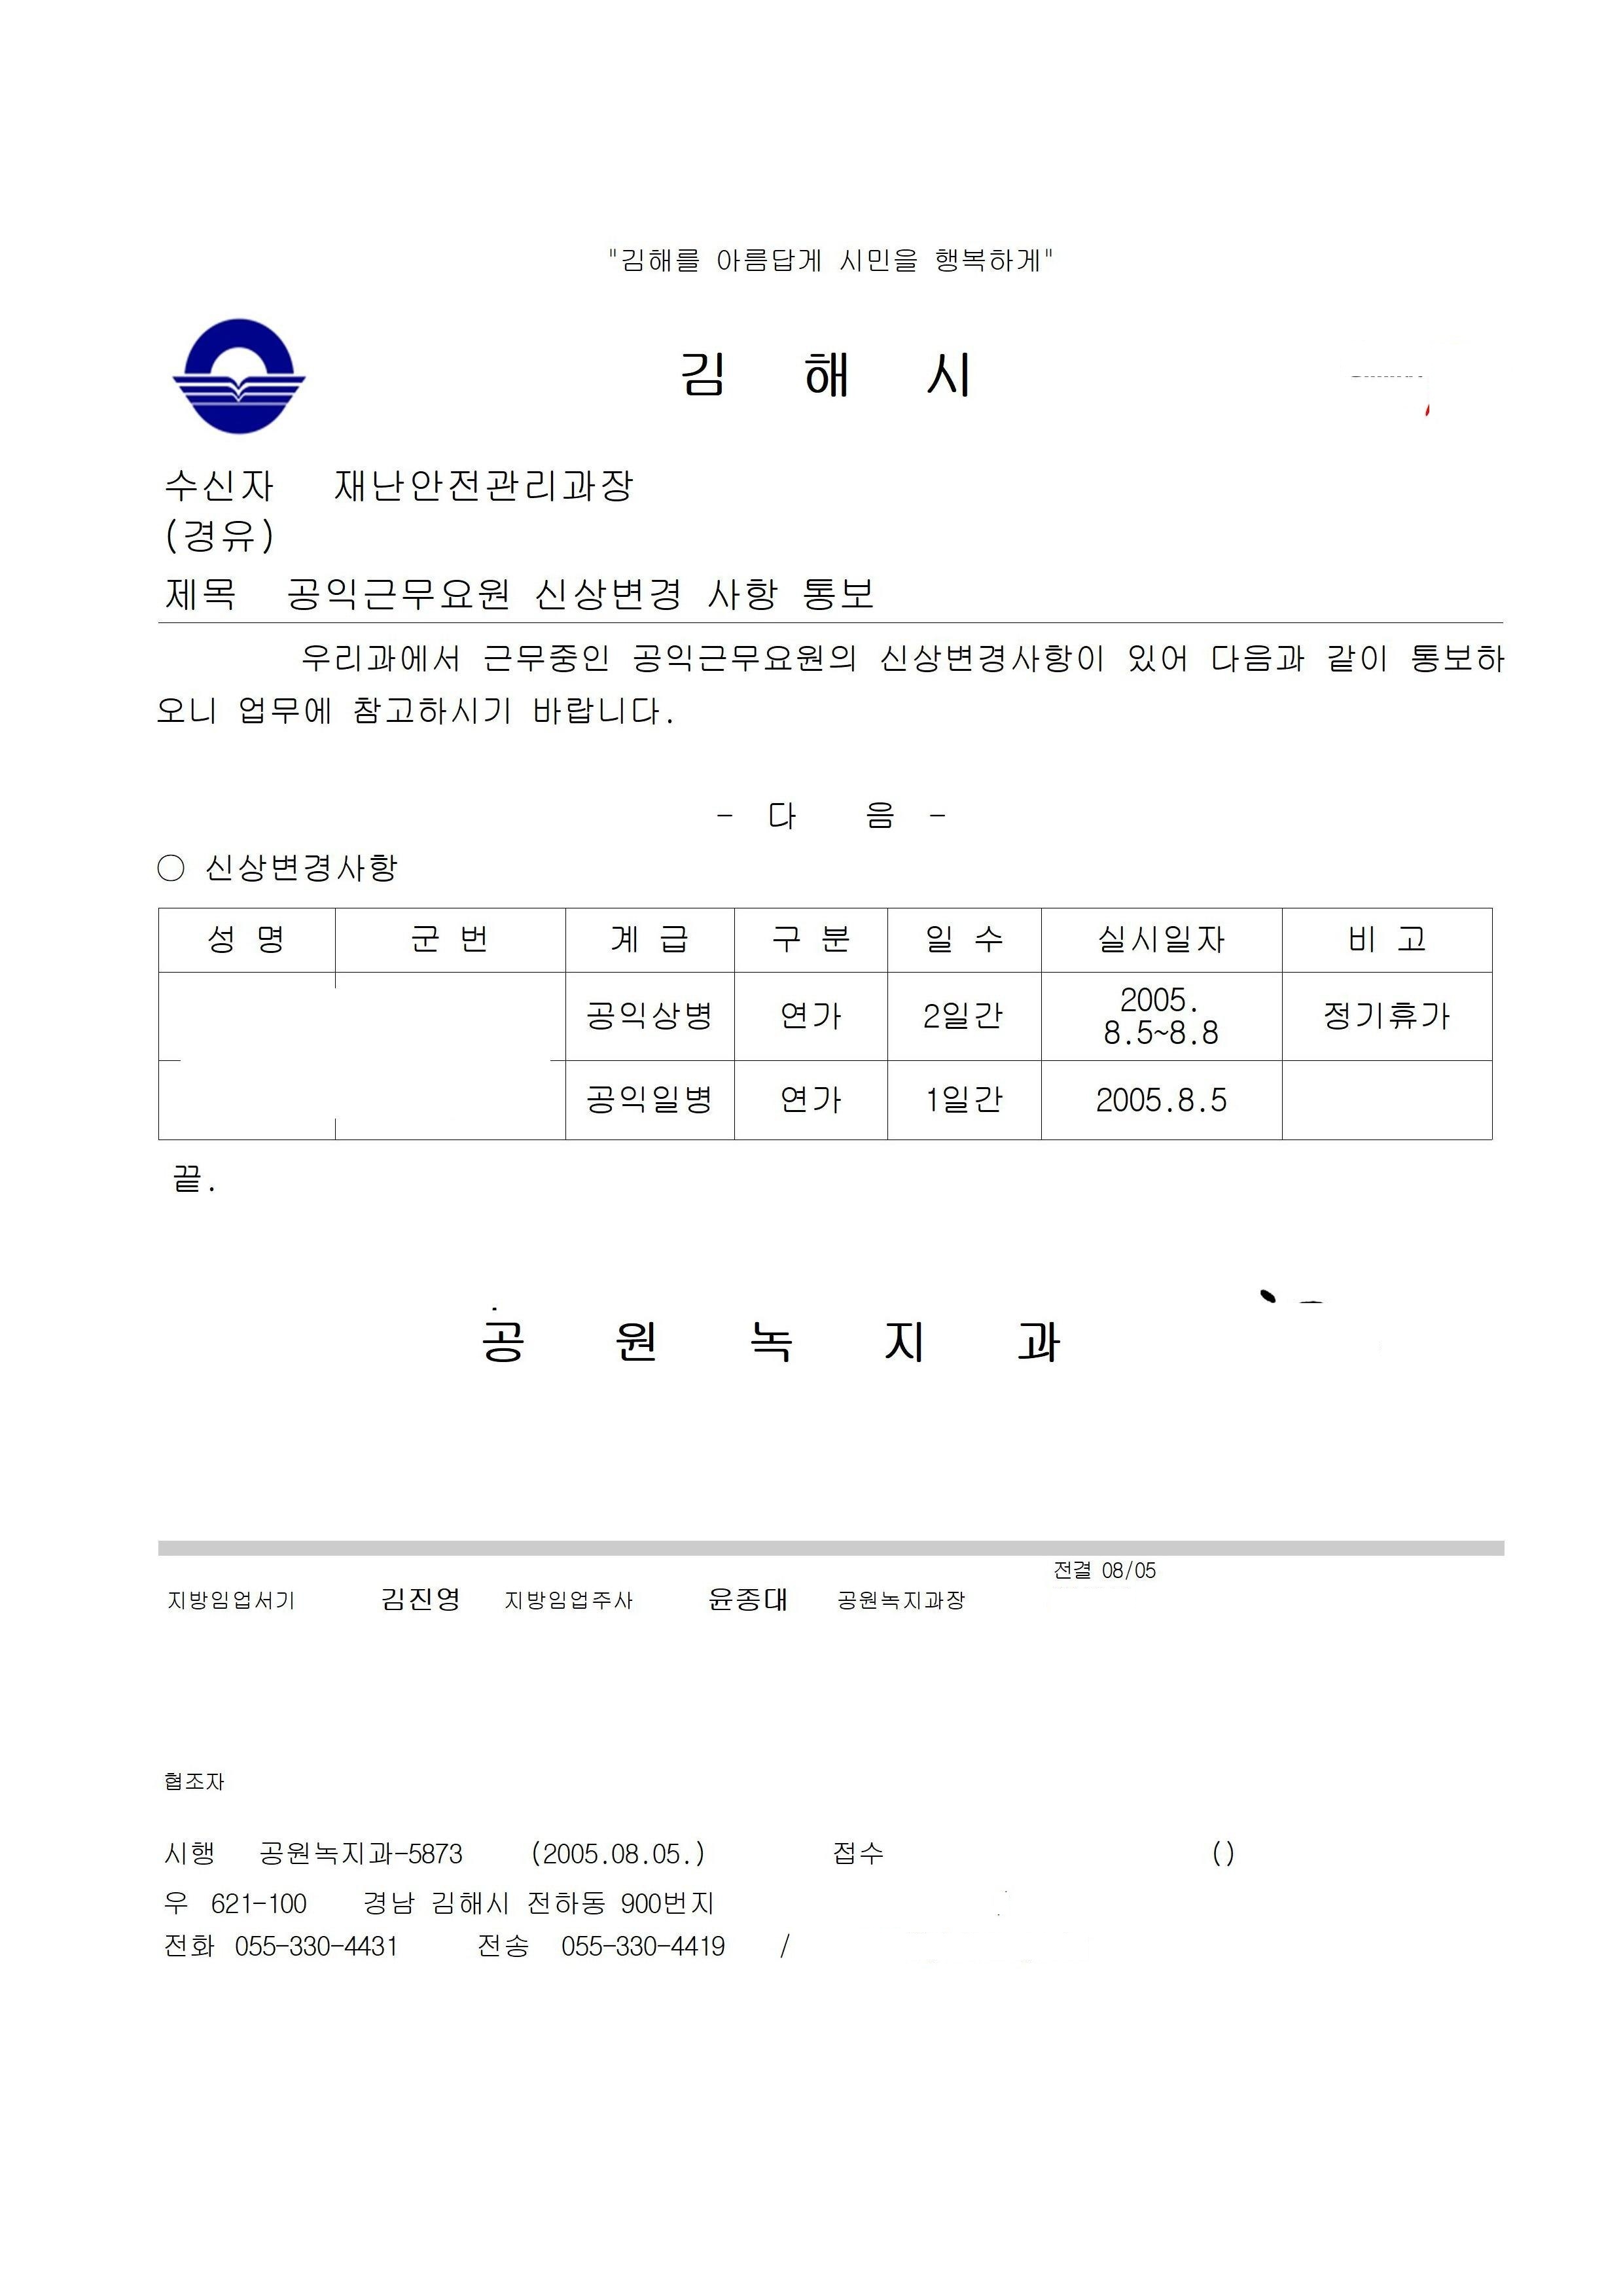 "김해를 아름답게 시민을 행복하게"
김 해 시
수신자 재난안전관리과장
(경유)
제목 공익근무요원 신상변경 사항 통보
우리과에서 근무중인 공익근무요원의 신상변경사항이 있어 다음과 같이 통보하
오니 업무에 참고하시기 바랍니다.
- 다 음 -
○ 신상변경사항
성 명 군 번 계 급 구 분 일 수 실시일자 비 고
공익상병 연가 2일간 2005. 8.5~8.8 정기휴가
공익일병 연가 1일간 2005.8.5
끝.
공 원 녹 지 과
전결 08/05
지방임업서기 김진영 지방임업주사 윤종대 공원녹지과장
협조자
시행 공원녹지과-5873 (2005.08.05.) 접수 ()
우 621-100 경남 김해시 전하동 900번지
전화 055-330-4431 전송 055-330-4419 /